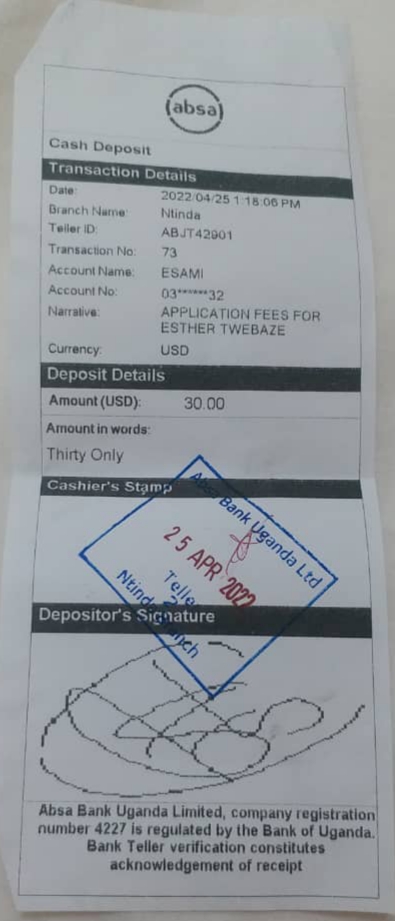 absa
Cash Deposit
Transaction Details
Date: 2022/04/25 1:18:06 PM
Branch Name: Ntinda
Teller ID: ABJT42901
Transaction No: 73
Account Name: ESAMI
Account No: 03******32
Narrative: APPLICATION FEES FOR
ESTHER TWEBAZE
Currency: USD
Deposit Details
Amount (USD): 30.00
Amount in words:
Thirty Only
Cashier's Stamp
Absa Bank Uganda Ltd
25 APR 2022
Teller
2
Ntinda Branch
Depositor's Signature
Absa Bank Uganda Limited, company registration
number 4227 is regulated by the Bank of Uganda.
Bank Teller verification constitutes
acknowledgement of receipt